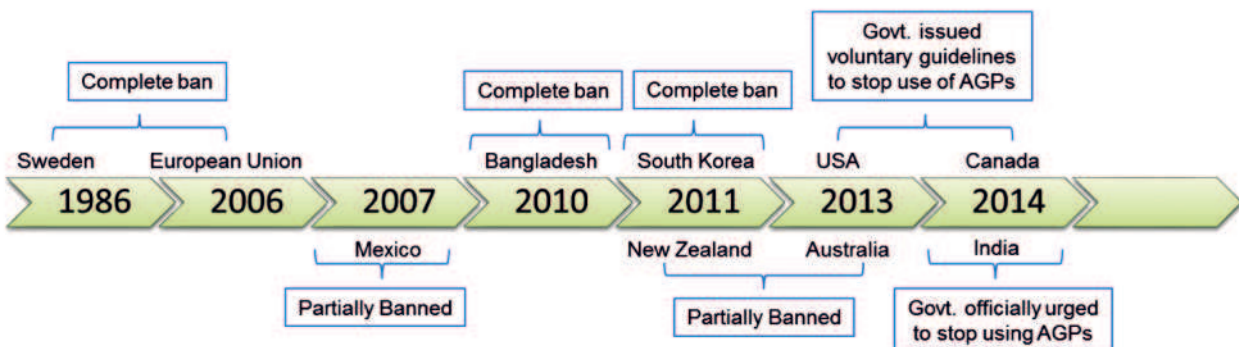 Govt. issued
voluntary guidelines
to stop use of AGPs
Complete ban
Complete ban
Complete ban
Sweden
European Union
Bangladesh
South Korea
USA
Canada
1986
2006
2007
2010
2011
2013
2014
Mexico
New Zealand
Australia
India
Partially Banned
Partially Banned
Govt. officially urged
to stop using AGPs